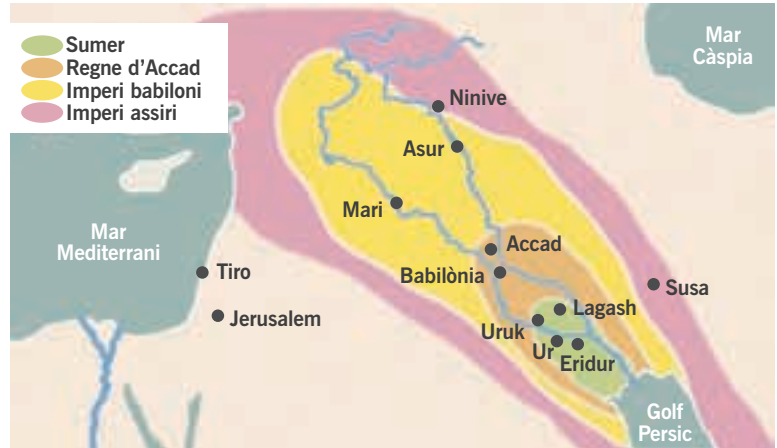 Sumer
Regne d'Accad
Imperi babiloni
Imperi assiri
Mar
Càspia
Ninive
Asur
Mari
Mar
Mediterrani
Accad
Tiro
Babilònia
Susa
Lagash
Jerusalem
Uruk
Ur
Eridur
Golf
Persic